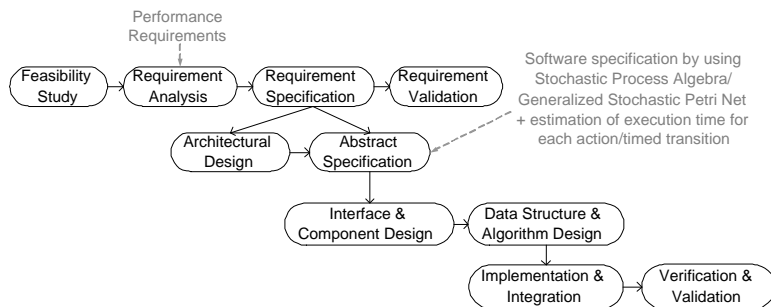 Performance
Requirements
Feasibility
Study
Requirement
Analysis
Requirement
Specification
Requirement
Validation
Software specification by using
Stochastic Process Algebra/
Generalized Stochastic Petri Net
+ estimation of execution time for
each action/timed transition
Architectural
Design
Abstract
Specification
Interface &
Component Design
Data Structure &
Algorithm Design
Implementation &
Integration
Verification &
Validation